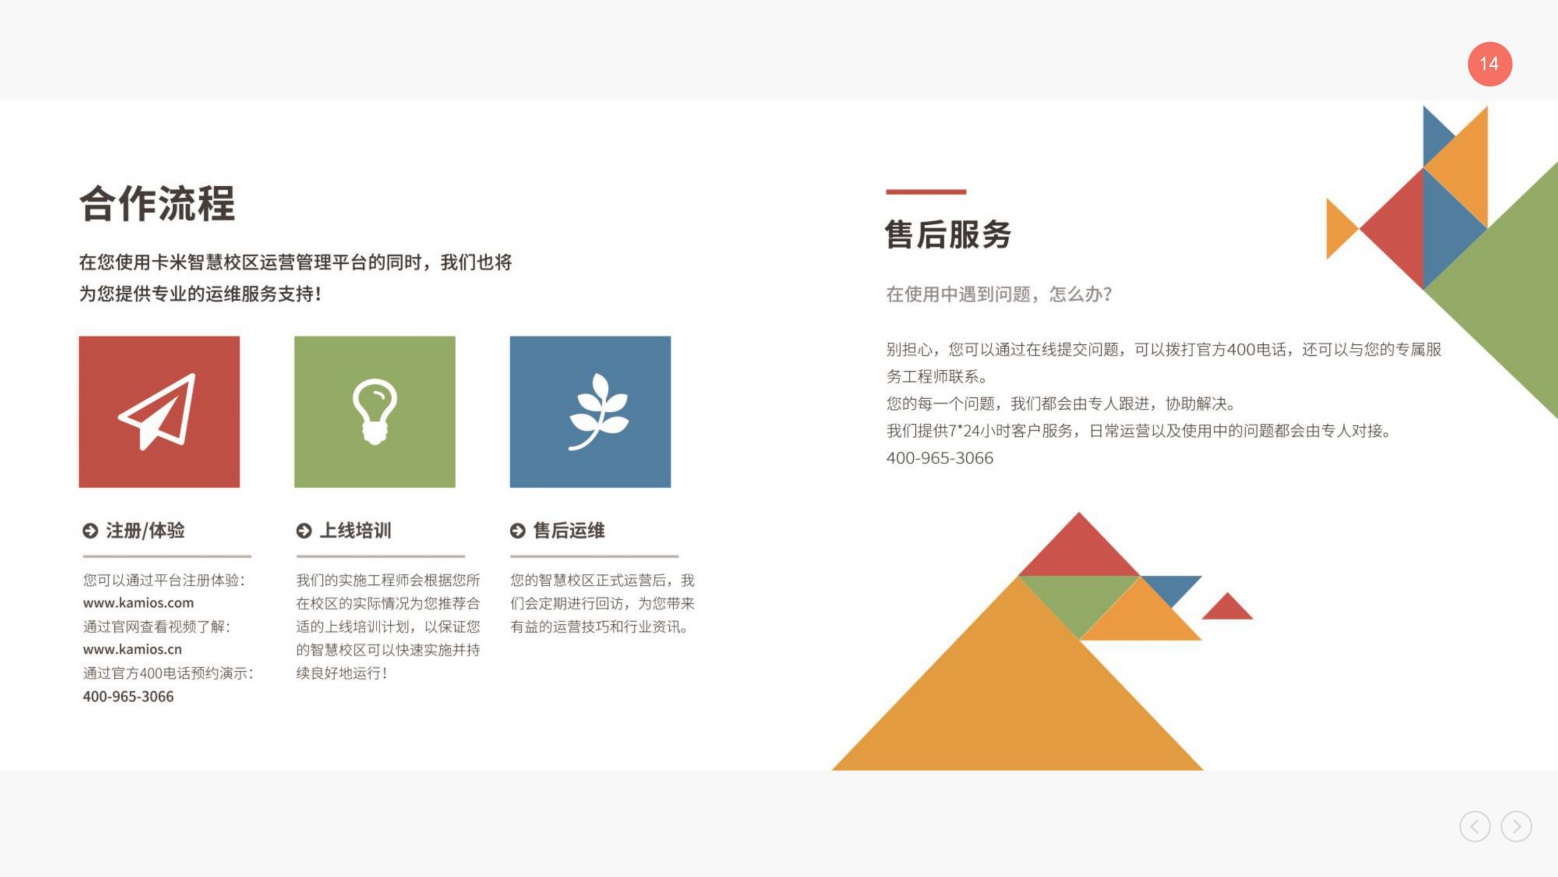 14
合作流程
在您使用卡米智慧校区运营管理平台的同时，我们也将
为您提供专业的运维服务支持！
注册/体验
您可以通过平台注册体验：
www.kamios.com
通过官网查看视频了解：
www.kamios.cn
通过官方400电话预约演示：
400-965-3066
上线培训
我们的实施工程师会根据您所
在校区的实际情况为您推荐合
适的上线培训计划，以保证您
的智慧校区可以快速实施并持
续良好地运行！
售后运维
您的智慧校区正式运营后，我
们会定期进行回访，为您带来
有益的运营技巧和行业资讯。
售后服务
在使用中遇到问题，怎么办？
别担心，您可以通过在线提交问题，可以拨打官方400电话，还可以与您的专属服
务工程师联系。
您的每一个问题，我们都会由专人跟进，协助解决。
我们提供7*24小时客户服务，日常运营以及使用中的问题都会由专人对接。
400-965-3066